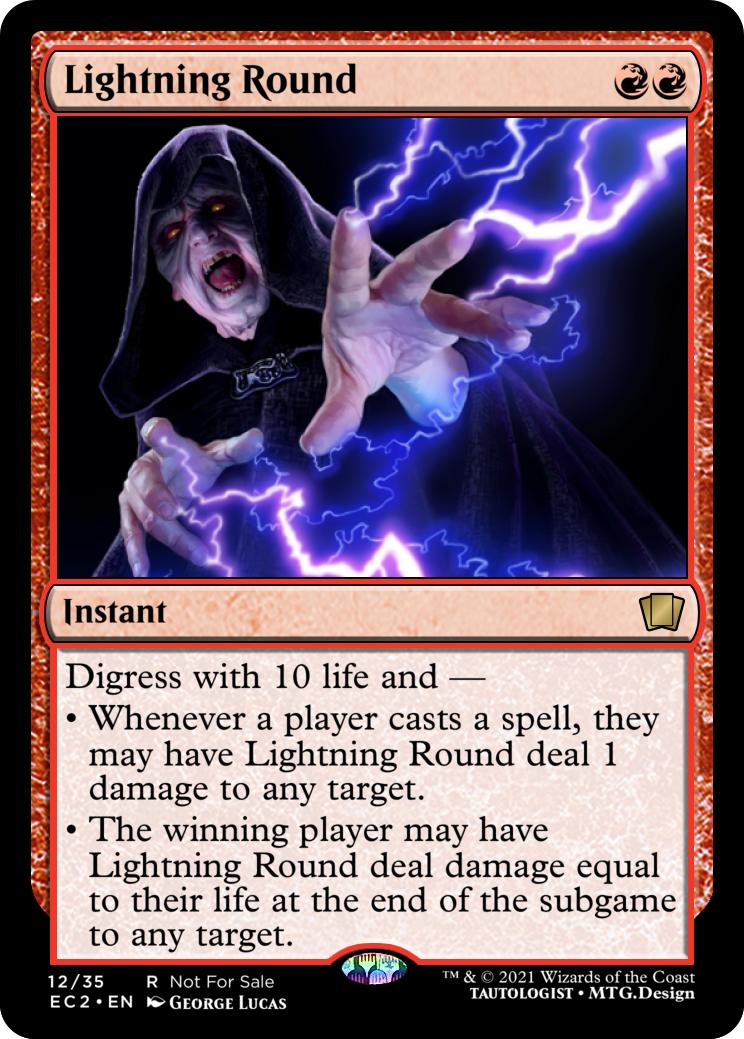 Lightning Round
Instant
Digress with 10 life and —
• Whenever a player casts a spell, they
may have Lightning Round deal 1
damage to any target.
• The winning player may have
Lightning Round deal damage equal
to their life at the end of the subgame
to any target.
12/35 R Not For Sale
EC2 • EN George Lucas
™ & © 2021 Wizards of the Coast
TAUTOLOGIST • MTG.Design